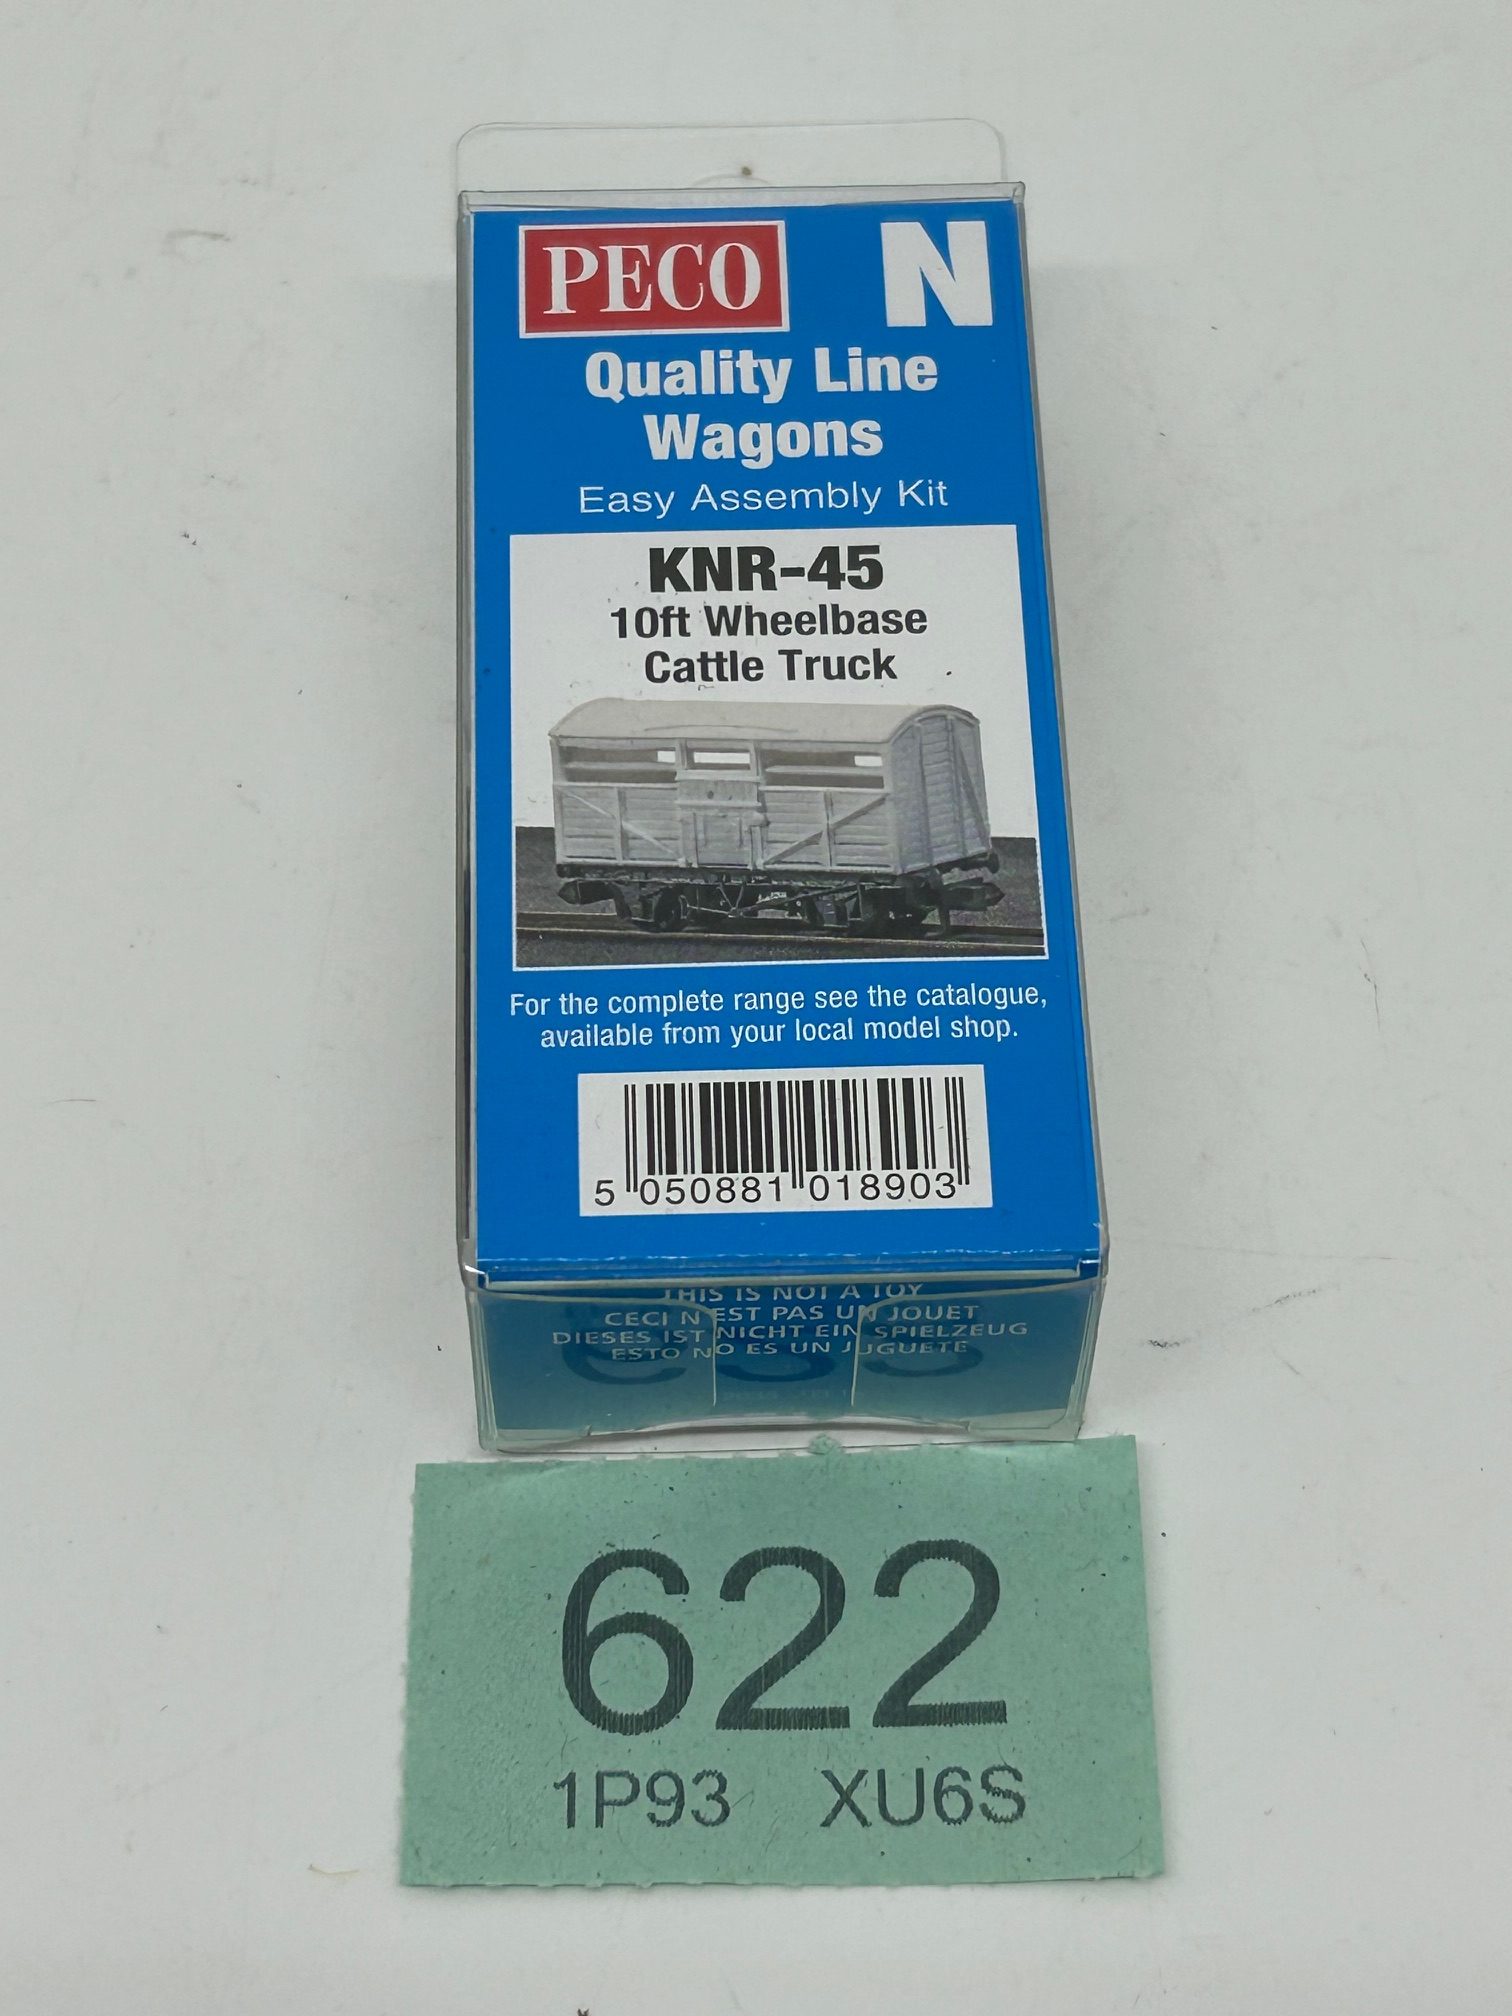 PECO N
Quality Line
Wagons
Easy Assembly Kit
KNR-45
10ft Wheelbase
Cattle Truck
For the complete range see the catalogue,
available from your local model shop.
5 050881 018903
THIS IS NOT A TOY
CECI N EST PAS UN JOUET
DIESES IST NICHT EIN SPIELZEUG
ESTO NO ES UN JUGUETE
622
1P93 XU6S